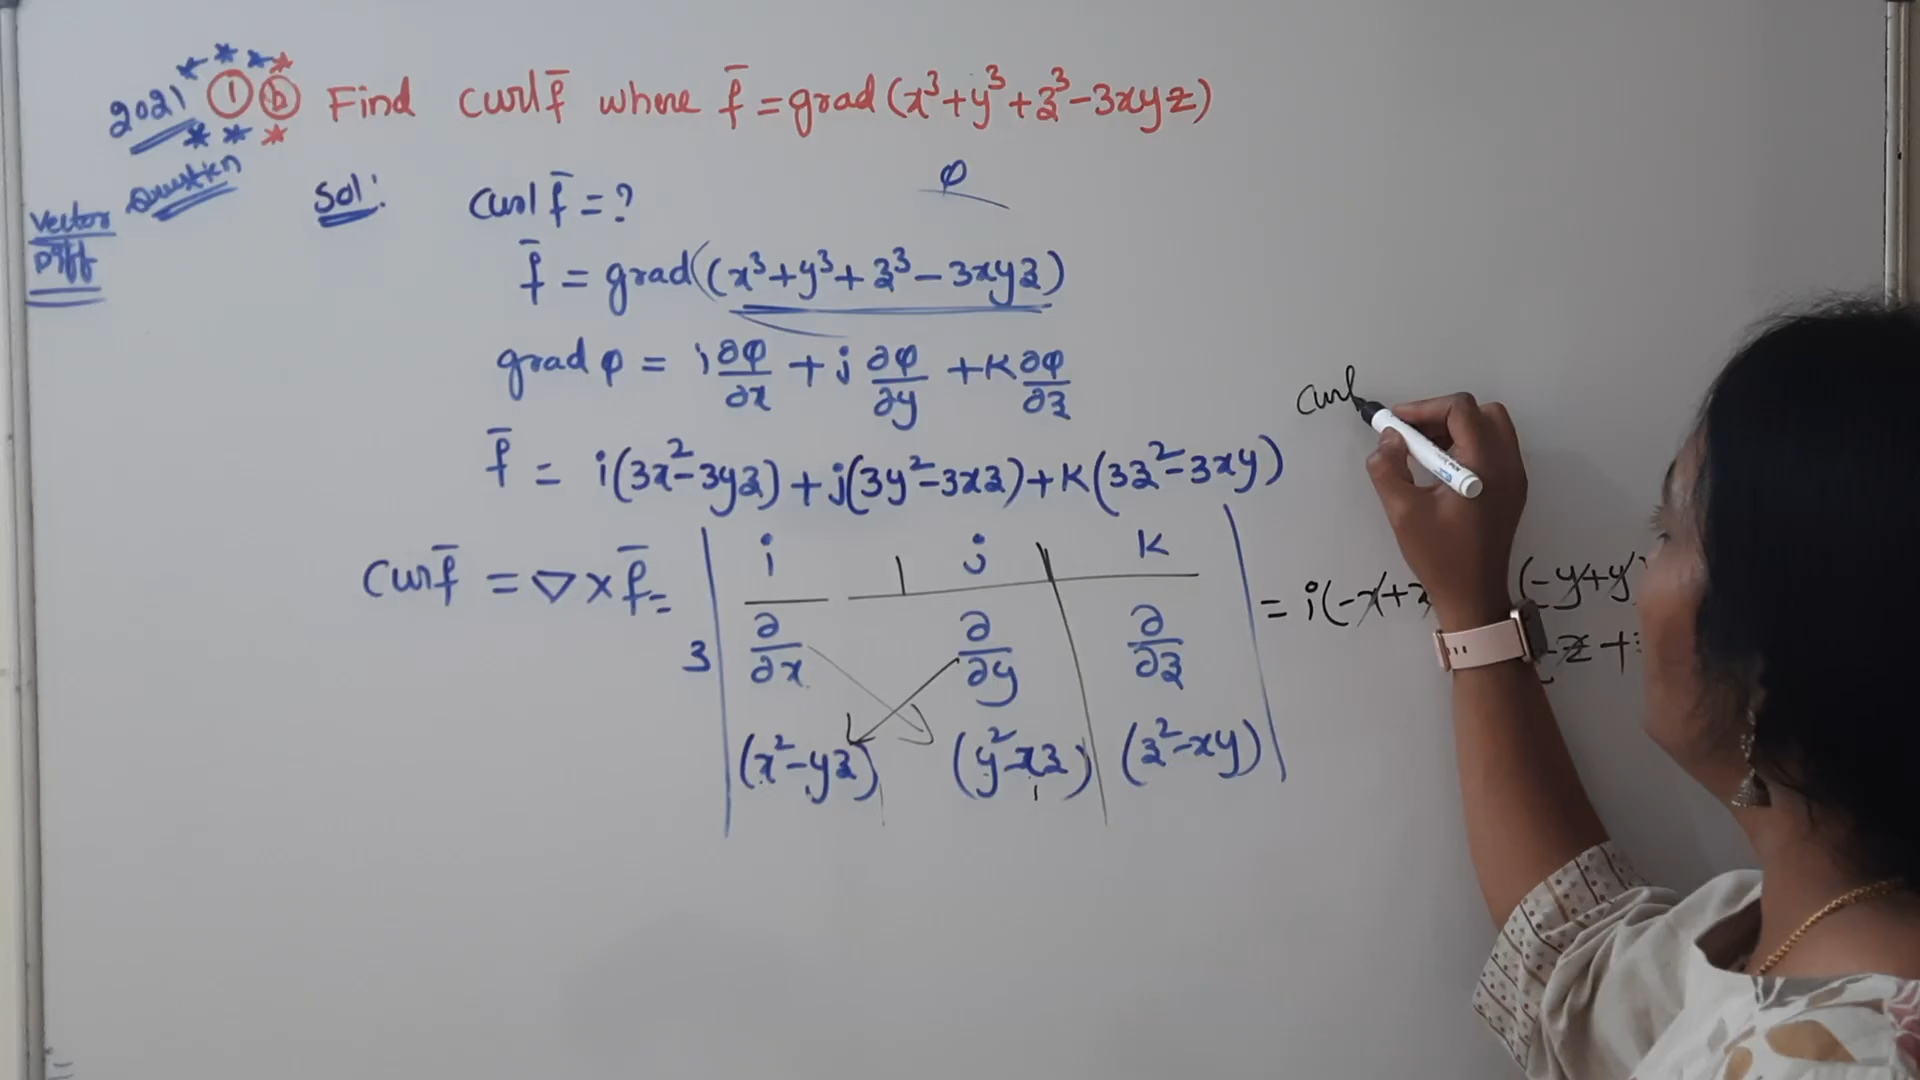 2021 Question
① ⓑ Find curl f̄ where f̄ = grad (x³+y³+z³-3xyz)
Vector Diff
Sol: Curl f̄ = ?
φ
f̄ = grad((x³+y³+z³-3xyz)
grad φ = i ∂φ/∂x + j ∂φ/∂y + k ∂φ/∂z
Curl
f̄ = i(3x²-3yz)+j(3y²-3xz)+k(3z²-3xy)
Curf̄ = ∇×f̄ =
3
i j k
∂/∂x ∂/∂y ∂/∂z
(x²-yz) (y²-xz) (z²-xy)
= i(-x+x (-y+y)
-z+